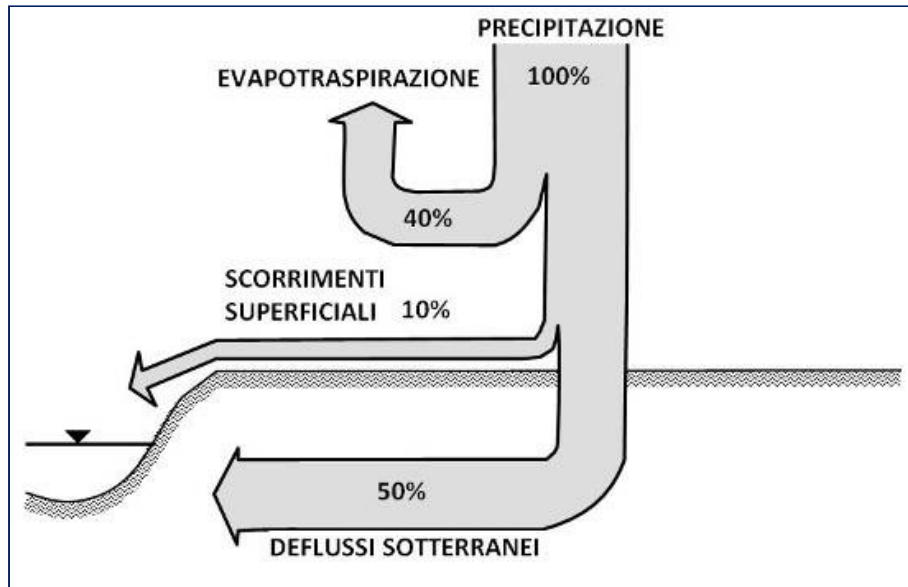 PRECIPITAZIONE
100%
EVAPOTRASPIRAZIONE
40%
SCORRIMENTI
SUPERFICIALI 10%
50%
DEFLUSSI SOTTERRANEI